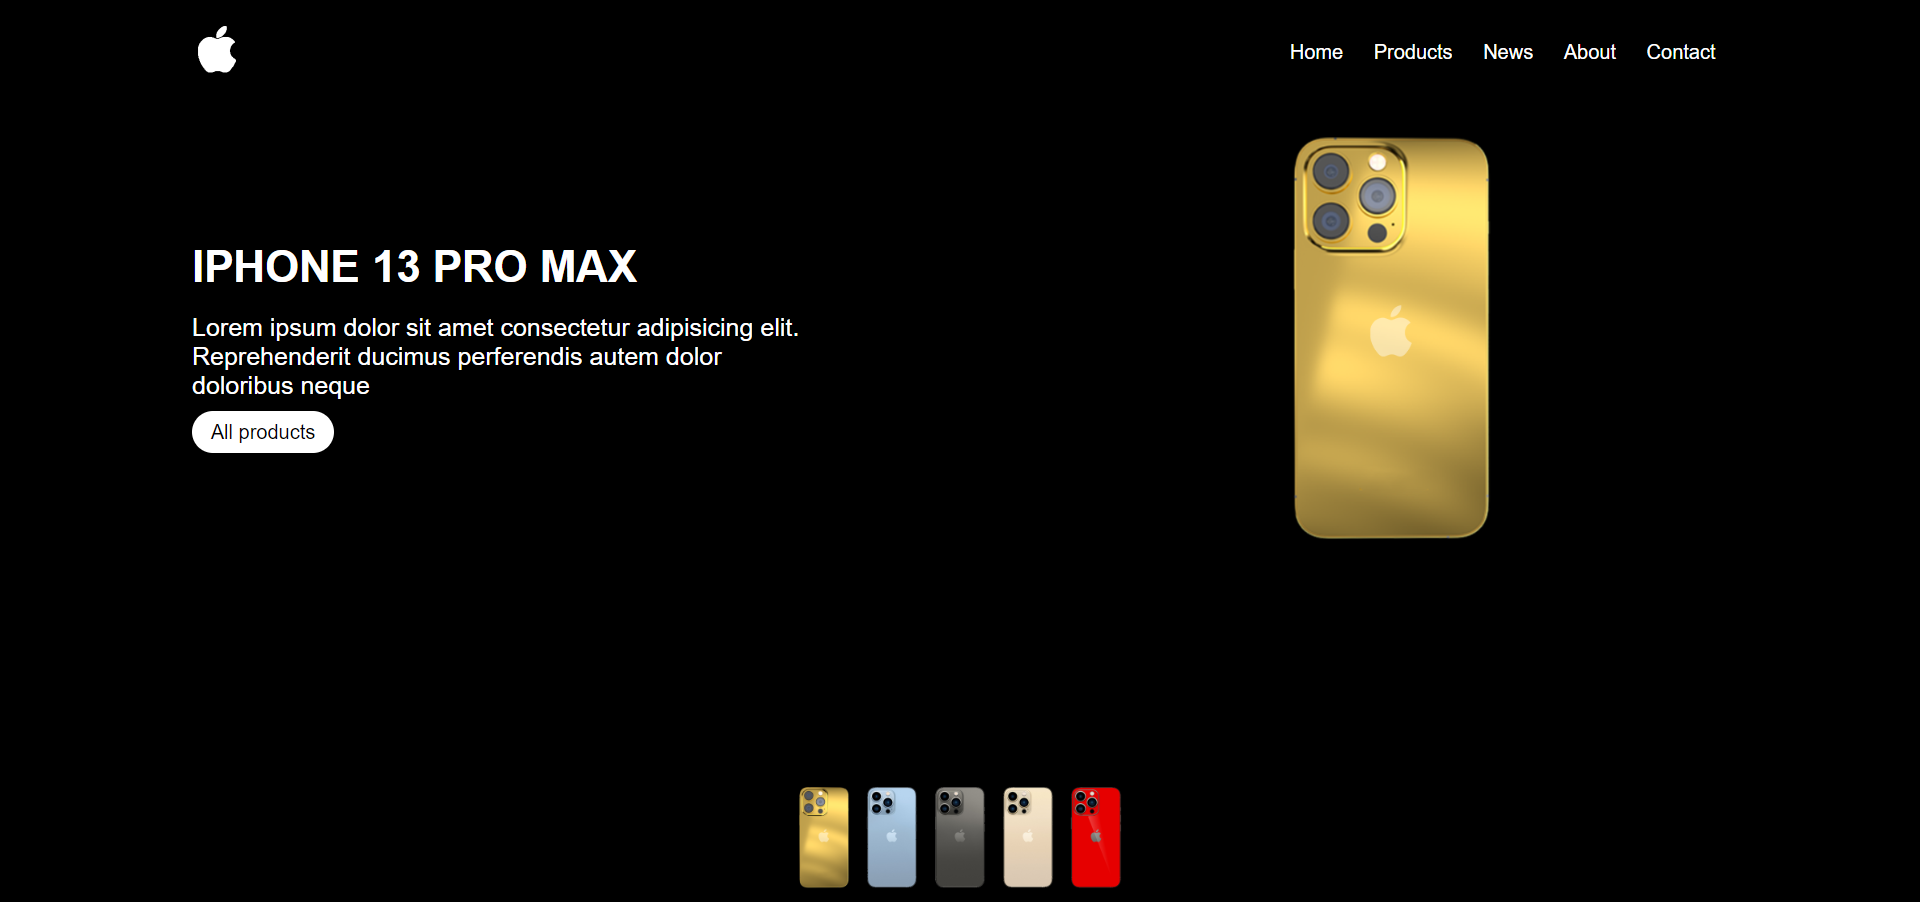 Home Products News About Contact
IPHONE 13 PRO MAX
Lorem ipsum dolor sit amet consectetur adipisicing elit.
Reprehenderit ducimus perferendis autem dolor
doloribus neque
All products